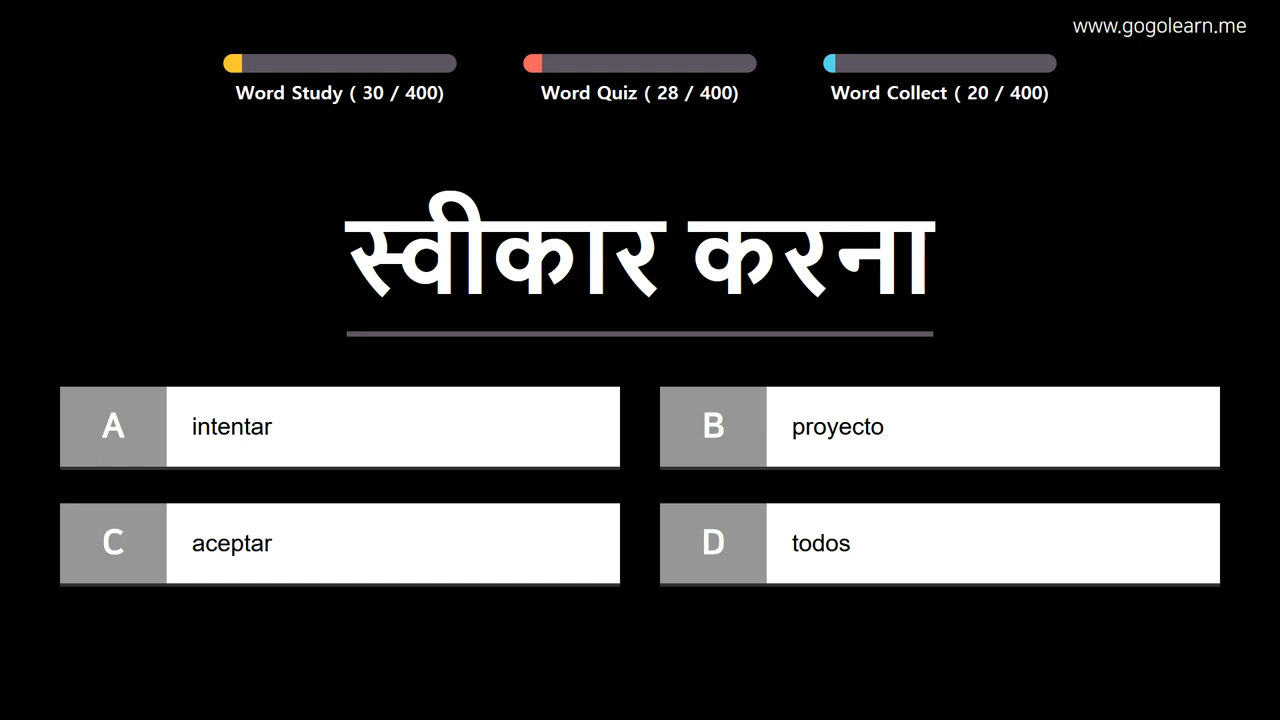 www.gogolearn.me
Word Study ( 30 / 400)
Word Quiz ( 28 / 400)
Word Collect ( 20 / 400)
स्वीकार करना
A intentar
B proyecto
C aceptar
D todos